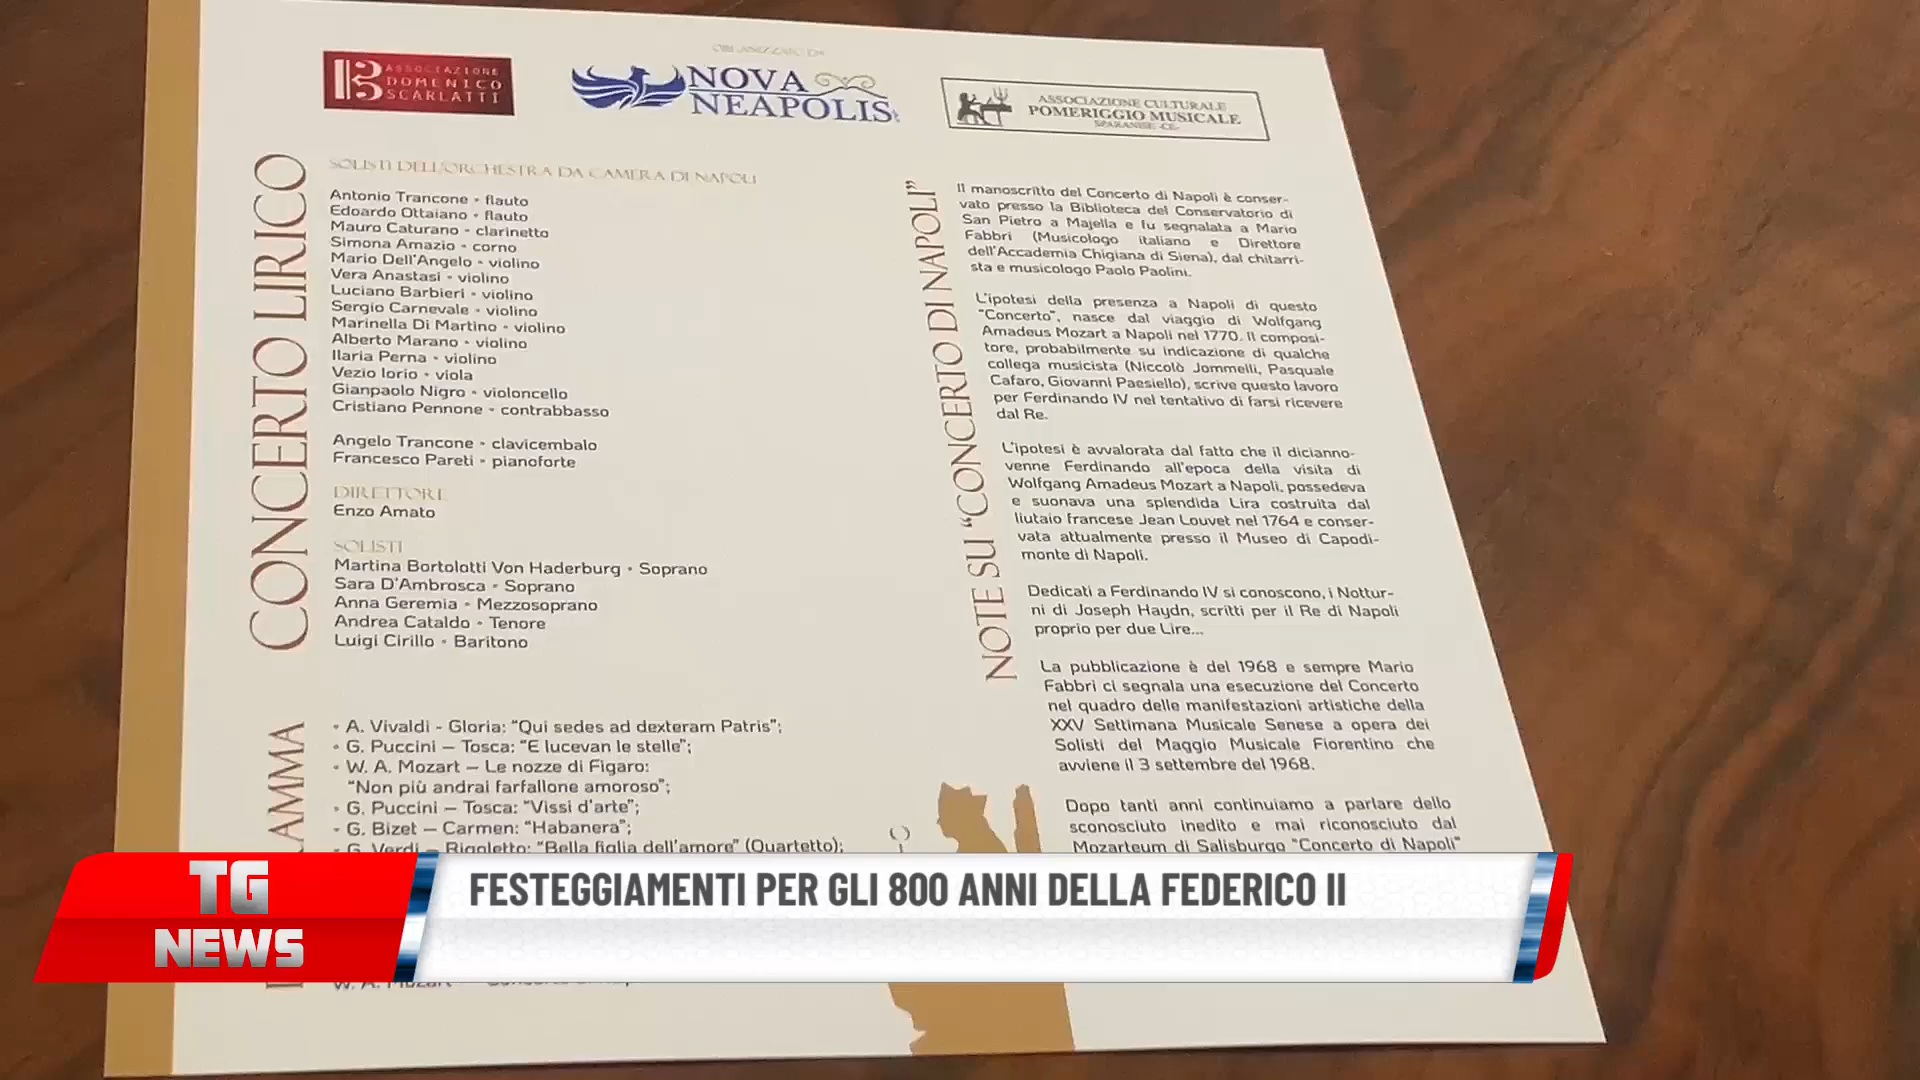 ORGANIZZATO DA
ASSOCIAZIONE
DOMENICO
SCARLATTI
NOVA
NEAPOLIS
ASSOCIAZIONE CULTURALE
POMERIGGIO MUSICALE
SPARANISE -CE-
CONCERTO LIRICO
SOLISTI DELL'ORCHESTRA DA CAMERA DI NAPOLI
Antonio Trancone • flauto
Edoardo Ottaiano • flauto
Mauro Caturano • clarinetto
Simona Amazio • corno
Mario Dell'Angelo • violino
Vera Anastasi • violino
Luciano Barbieri • violino
Sergio Carnevale • violino
Marinella Di Martino • violino
Alberto Marano • violino
Ilaria Perna • violino
Vezio Iorio • viola
Gianpaolo Nigro • violoncello
Cristiano Pennone • contrabbasso
Angelo Trancone • clavicembalo
Francesco Pareti • pianoforte
DIRETTORE
Enzo Amato
SOLISTI
Martina Bortolotti Von Haderburg • Soprano
Sara D'Ambrosca • Soprano
Anna Geremia • Mezzosoprano
Andrea Cataldo • Tenore
Luigi Cirillo • Baritono
AMMA
• A. Vivaldi - Gloria: "Qui sedes ad dexteram Patris";
• G. Puccini – Tosca: "E lucevan le stelle";
• W. A. Mozart – Le nozze di Figaro:
"Non più andrai farfallone amoroso";
• G. Puccini – Tosca: "Vissi d'arte";
• G. Bizet – Carmen: "Habanera";
• G. Verdi – Rigoletto: "Bella figlia dell'amore" (Quartetto);
W. A. Mozart
NOTE SU "CONCERTO DI NAPOLI"
Il manoscritto del Concerto di Napoli è conser-
vato presso la Biblioteca del Conservatorio di
San Pietro a Majella e fu segnalata a Mario
Fabbri (Musicologo italiano e Direttore
dell'Accademia Chigiana di Siena), dal chitarri-
sta e musicologo Paolo Paolini.
L'ipotesi della presenza a Napoli di questo
"Concerto", nasce dal viaggio di Wolfgang
Amadeus Mozart a Napoli nel 1770. Il composi-
tore, probabilmente su indicazione di qualche
collega musicista (Niccolò Jommelli, Pasquale
Cafaro, Giovanni Paesiello), scrive questo lavoro
per Ferdinando IV nel tentativo di farsi ricevere
dal Re.
L'ipotesi è avvalorata dal fatto che il dicianno-
venne Ferdinando all'epoca della visita di
Wolfgang Amadeus Mozart a Napoli, possedeva
e suonava una splendida Lira costruita dal
liutaio francese Jean Louvet nel 1764 e conser-
vata attualmente presso il Museo di Capodi-
monte di Napoli.
Dedicati a Ferdinando IV si conoscono, i Nottur-
ni di Joseph Haydn, scritti per il Re di Napoli
proprio per due Lire...
La pubblicazione è del 1968 e sempre Mario
Fabbri ci segnala una esecuzione del Concerto
nel quadro delle manifestazioni artistiche della
XXV Settimana Musicale Senese a opera dei
Solisti del Maggio Musicale Fiorentino che
avviene il 3 settembre del 1968.
Dopo tanti anni continuiamo a parlare dello
sconosciuto inedito e mai riconosciuto dal
Mozarteum di Salisburgo "Concerto di Napoli"
TG
NEWS
FESTEGGIAMENTI PER GLI 800 ANNI DELLA FEDERICO II